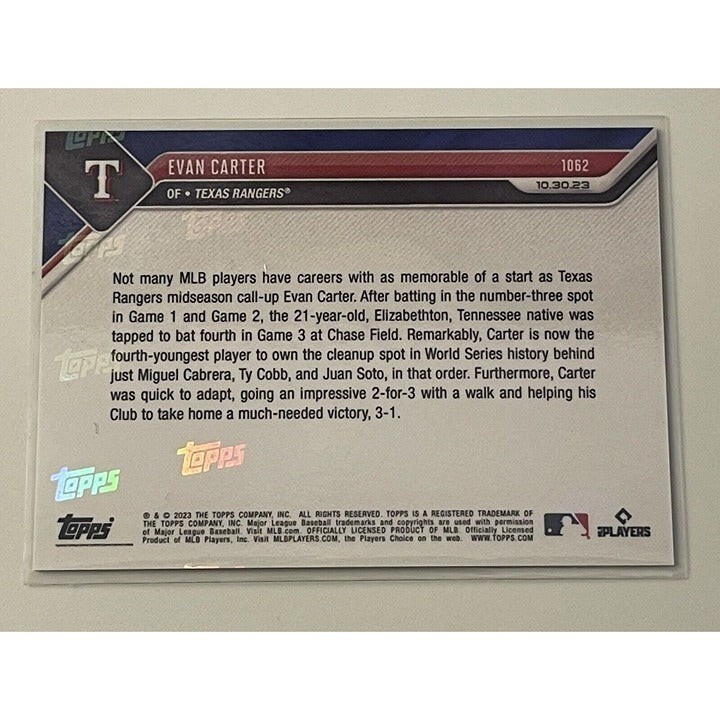 Topps
T
EVAN CARTER 1062
OF • TEXAS RANGERS® 10.30.23
Topps
Topps
Not many MLB players have careers with as memorable of a start as Texas
Rangers midseason call-up Evan Carter. After batting in the number-three spot
in Game 1 and Game 2, the 21-year-old, Elizabethton, Tennessee native was
tapped to bat fourth in Game 3 at Chase Field. Remarkably, Carter is now the
fourth-youngest player to own the cleanup spot in World Series history behind
just Miguel Cabrera, Ty Cobb, and Juan Soto, in that order. Furthermore, Carter
was quick to adapt, going an impressive 2-for-3 with a walk and helping his
Club to take home a much-needed victory, 3-1.
Topps
Topps
Topps
Topps
® & © 2023 THE TOPPS COMPANY, INC. ALL RIGHTS RESERVED. TOPPS IS A REGISTERED TRADEMARK OF
THE TOPPS COMPANY, INC. Major League Baseball trademarks and copyrights are used with permission
of Major League Baseball. Visit MLB.com. OFFICIALLY LICENSED PRODUCT OF MLB. Officially Licensed
Product of MLB Players, Inc. Visit MLBPLAYERS.com, the Players Choice on the web. WWW.TOPPS.COM
PLAYERS